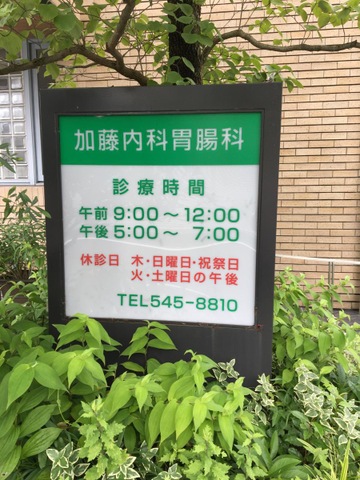 加藤内科胃腸科
診療時間
午前 9:00～12:00
午後 5:00～ 7:00
休診日 木・日曜日・祝祭日
火・土曜日の午後
TEL545-8810